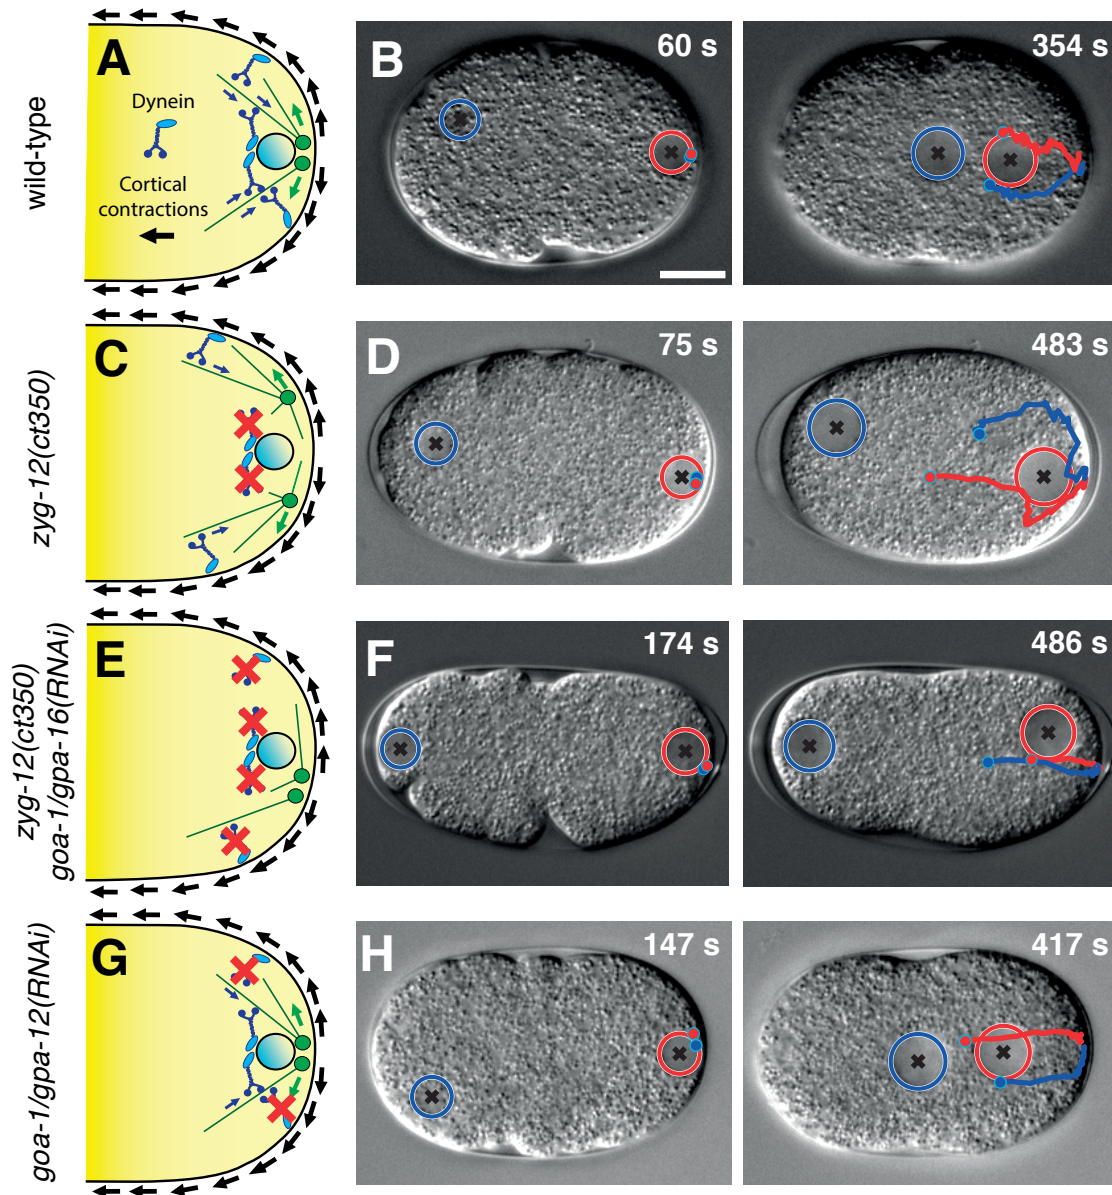 wild-type
A
Dynein
Cortical
contractions
B
60 s
354 s
zyg-12(ct350)
C
D
75 s
483 s
zyg-12(ct350)
goa-1/gpa-16(RNAi)
E
F
174 s
486 s
goa-1/gpa-12(RNAi)
G
H
147 s
417 s